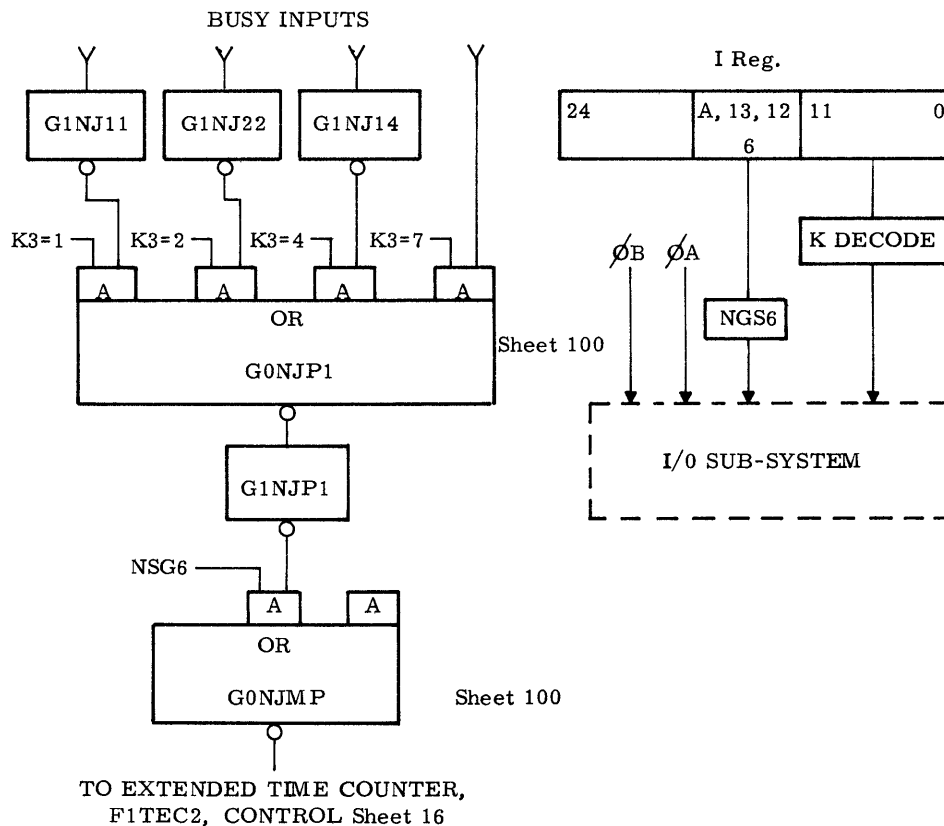 BUSY INPUTS
G1NJ11 G1NJ22 G1NJ14
K3=1 K3=2 K3=4 K3=7
A A A A
OR
G0NJP1
Sheet 100
G1NJP1
NSG6
A A
OR
G0NJMP
Sheet 100
TO EXTENDED TIME COUNTER,
F1TEC2, CONTROL Sheet 16
I Reg.
24 A, 13, 12 11 0
6
K DECODE
ØB ØA
NGS6
I/0 SUB-SYSTEM